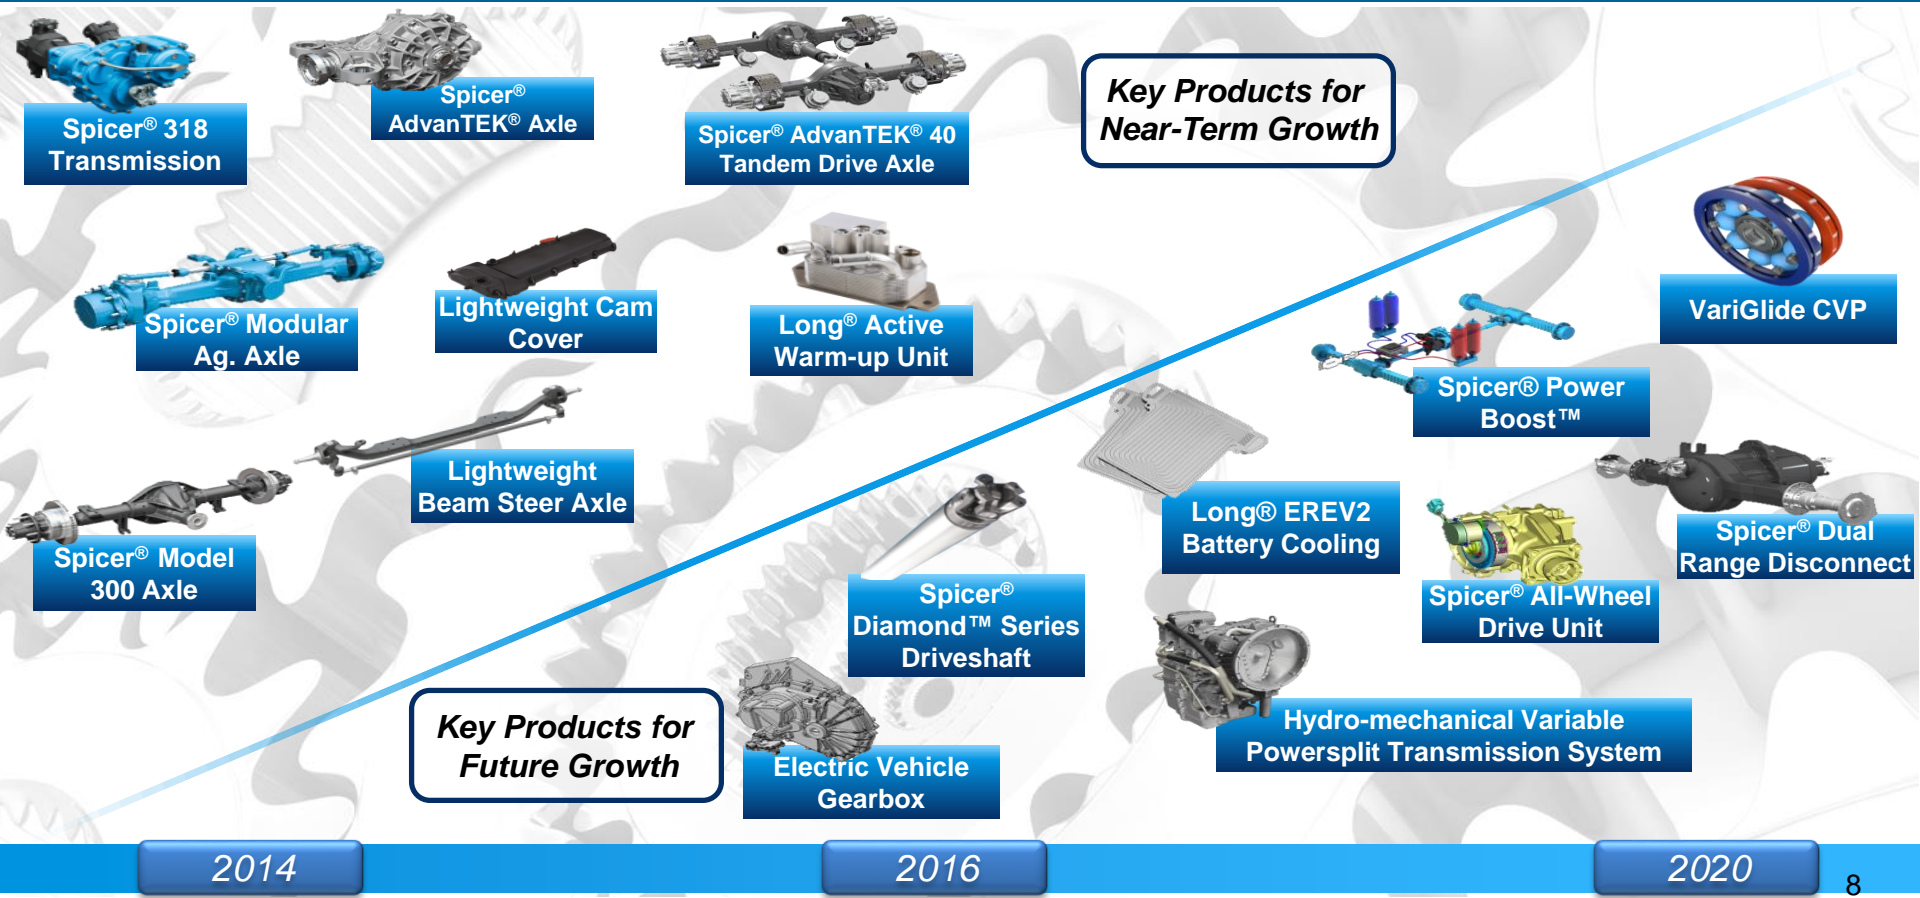 Spicer® 318
Transmission
Spicer®
AdvanTEK® Axle
Spicer® AdvanTEK® 40
Tandem Drive Axle
Key Products for
Near-Term Growth
Spicer® Modular
Ag. Axle
Lightweight Cam
Cover
Long® Active
Warm-up Unit
VariGlide CVP
Spicer® Power
Boost™
Lightweight
Beam Steer Axle
Spicer® Model
300 Axle
Long® EREV2
Battery Cooling
Spicer® Dual
Range Disconnect
Spicer®
Diamond™ Series
Driveshaft
Spicer® All-Wheel
Drive Unit
Key Products for
Future Growth
Electric Vehicle
Gearbox
Hydro-mechanical Variable
Powersplit Transmission System
2014
2016
2020
8